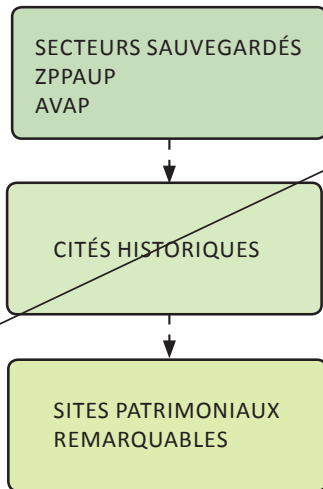 SECTEURS SAUVEGARDÉS
ZPPAUP
AVAP
CITÉS HISTORIQUES
SITES PATRIMONIAUX
REMARQUABLES